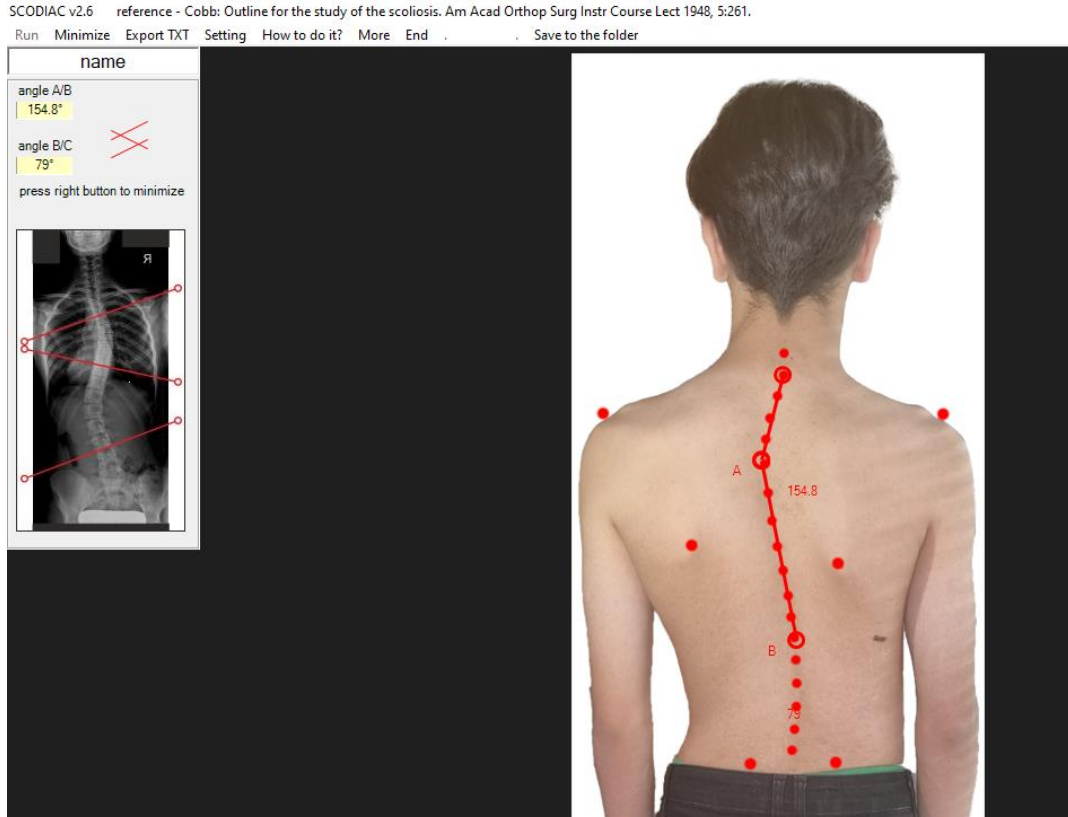 SCODIAC v2.6 reference - Cobb: Outline for the study of the scoliosis. Am Acad Orthop Surg Instr Course Lect 1948, 5:261.
Run Minimize Export TXT Setting How to do it? More End . . Save to the folder
name
angle A/B
154.8°
angle B/C
79°
press right button to minimize
Я
A
154.8
B
79